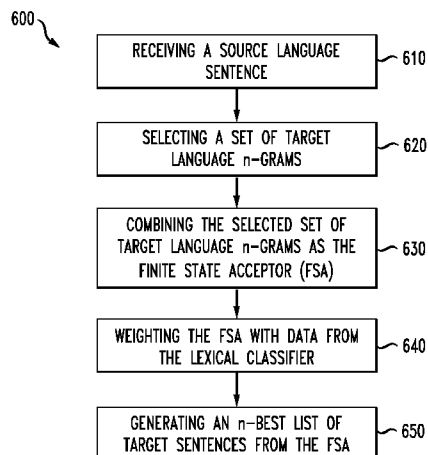 600
RECEIVING A SOURCE LANGUAGE
SENTENCE
610
SELECTING A SET OF TARGET
LANGUAGE n-GRAMS
620
COMBINING THE SELECTED SET OF
TARGET LANGUAGE n-GRAMS AS THE
FINITE STATE ACCEPTOR (FSA)
630
WEIGHTING THE FSA WITH DATA FROM
THE LEXICAL CLASSIFIER
640
GENERATING AN n-BEST LIST OF
TARGET SENTENCES FROM THE FSA
650